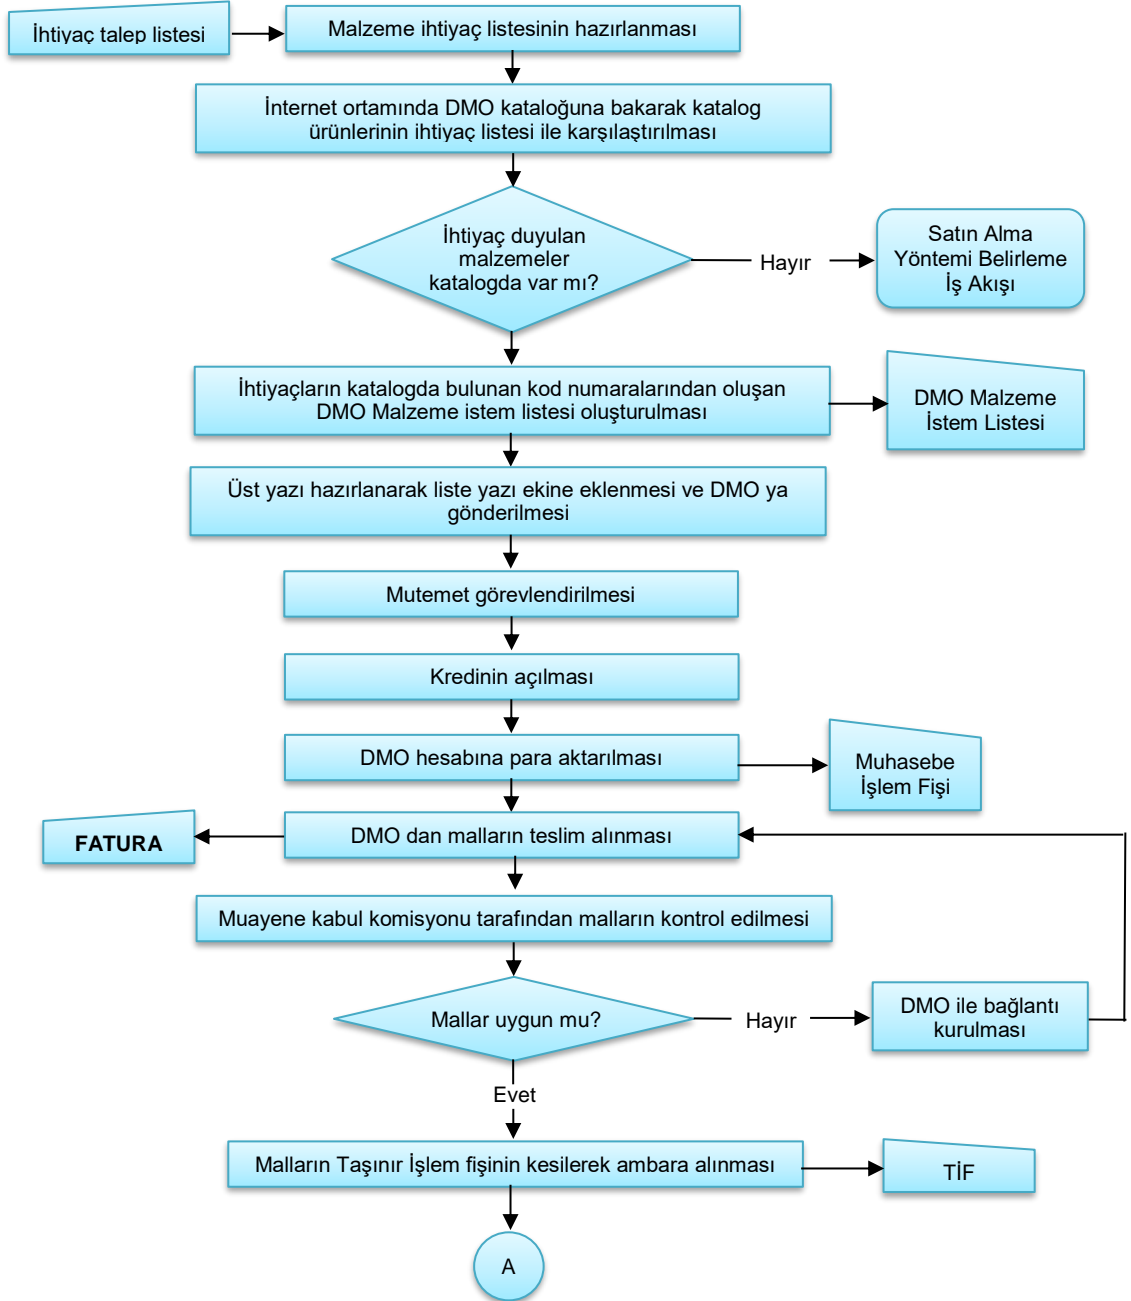 İhtiyaç talep listesi
Malzeme ihtiyaç listesinin hazırlanması
İnternet ortamında DMO kataloğuna bakarak katalog
ürünlerinin ihtiyaç listesi ile karşılaştırılması
İhtiyaç duyulan
malzemeler
katalogda var mı?
Hayır
Satın Alma
Yöntemi Belirleme
İş Akışı
İhtiyaçların katalogda bulunan kod numaralarından oluşan
DMO Malzeme istem listesi oluşturulması
DMO Malzeme
İstem Listesi
Üst yazı hazırlanarak liste yazı ekine eklenmesi ve DMO ya
gönderilmesi
Mutemet görevlendirilmesi
Kredinin açılması
DMO hesabına para aktarılması
Muhasebe
İşlem Fişi
FATURA
DMO dan malların teslim alınması
Muayene kabul komisyonu tarafından malların kontrol edilmesi
Mallar uygun mu?
Hayır
DMO ile bağlantı
kurulması
Evet
Malların Taşınır İşlem fişinin kesilerek ambara alınması
TİF
A